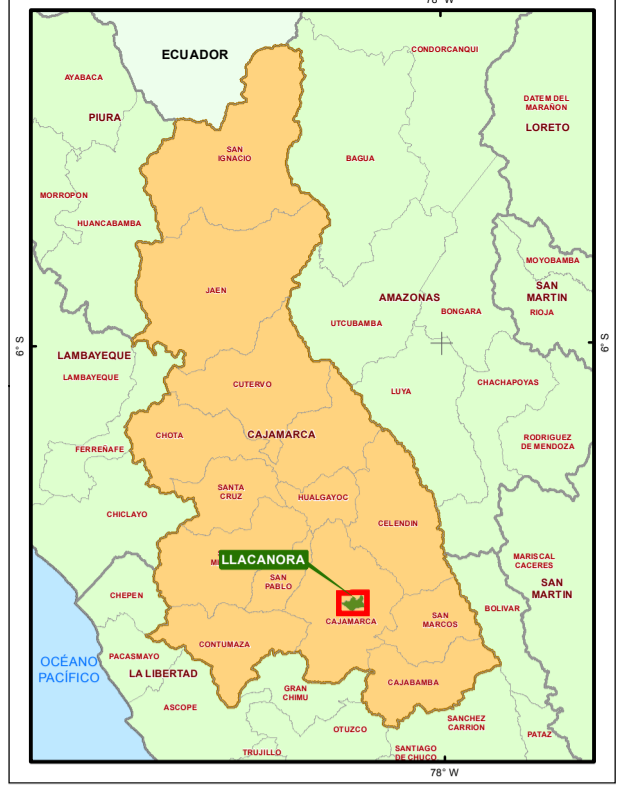 78° W
ECUADOR
CONDORCANQUI
AYABACA
DATEM DEL
MARAÑON
PIURA
LORETO
SAN
IGNACIO
BAGUA
MORROPON
HUANCABAMBA
MOYOBAMBA
JAEN
AMAZONAS
SAN
MARTIN
BONGARA
RIOJA
UTCUBAMBA
6° S
6° S
LAMBAYEQUE
LAMBAYEQUE
CUTERVO
LUYA
CHACHAPOYAS
CHOTA
CAJAMARCA
RODRIGUEZ
DE MENDOZA
FERREÑAFE
SANTA
CRUZ
HUALGAYOC
CHICLAYO
CELENDIN
LLACANORA
MARISCAL
CACERES
SAN
PABLO
SAN
MARTIN
CHEPEN
BOLIVAR
CAJAMARCA
SAN
MARCOS
CONTUMAZA
OCÉANO
PACÍFICO
PACASMAYO
LA LIBERTAD
CAJABAMBA
GRAN
CHIMU
ASCOPE
SANCHEZ
CARRION
OTUZCO
PATAZ
TRUJILLO
SANTIAGO
DE CHUCO
78° W